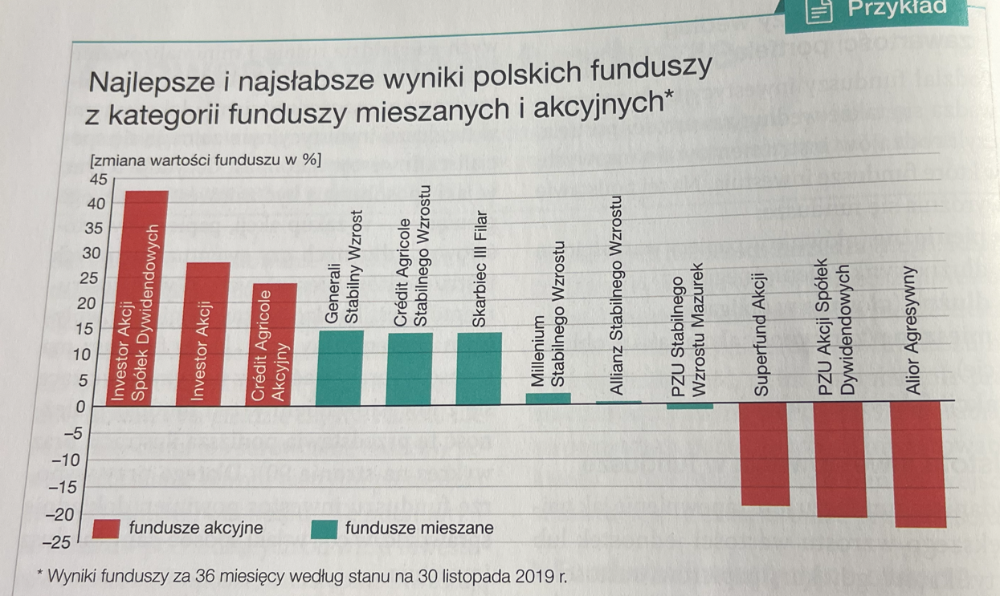 Przykład
Najlepsze i najsłabsze wyniki polskich funduszy
z kategorii funduszy mieszanych i akcyjnych*
[zmiana wartości funduszu w %]
45
40
35
30
25
20
15
10
5
0
–5
–10
–15
–20
–25
Investor Akcji
Spółek Dywidendowych
Investor Akcji
Crédit Agricole
Akcyjny
Generali
Stabilny Wzrost
Crédit Agricole
Stabilnego Wzrostu
Skarbiec III Filar
Millenium
Stabilnego Wzrostu
Allianz Stabilnego Wzrostu
PZU Stabilnego
Wzrostu Mazurek
Superfund Akcji
PZU Akcji Spółek
Dywidendowych
Alior Agresywny
fundusze akcyjne
fundusze mieszane
* Wyniki funduszy za 36 miesięcy według stanu na 30 listopada 2019 r.